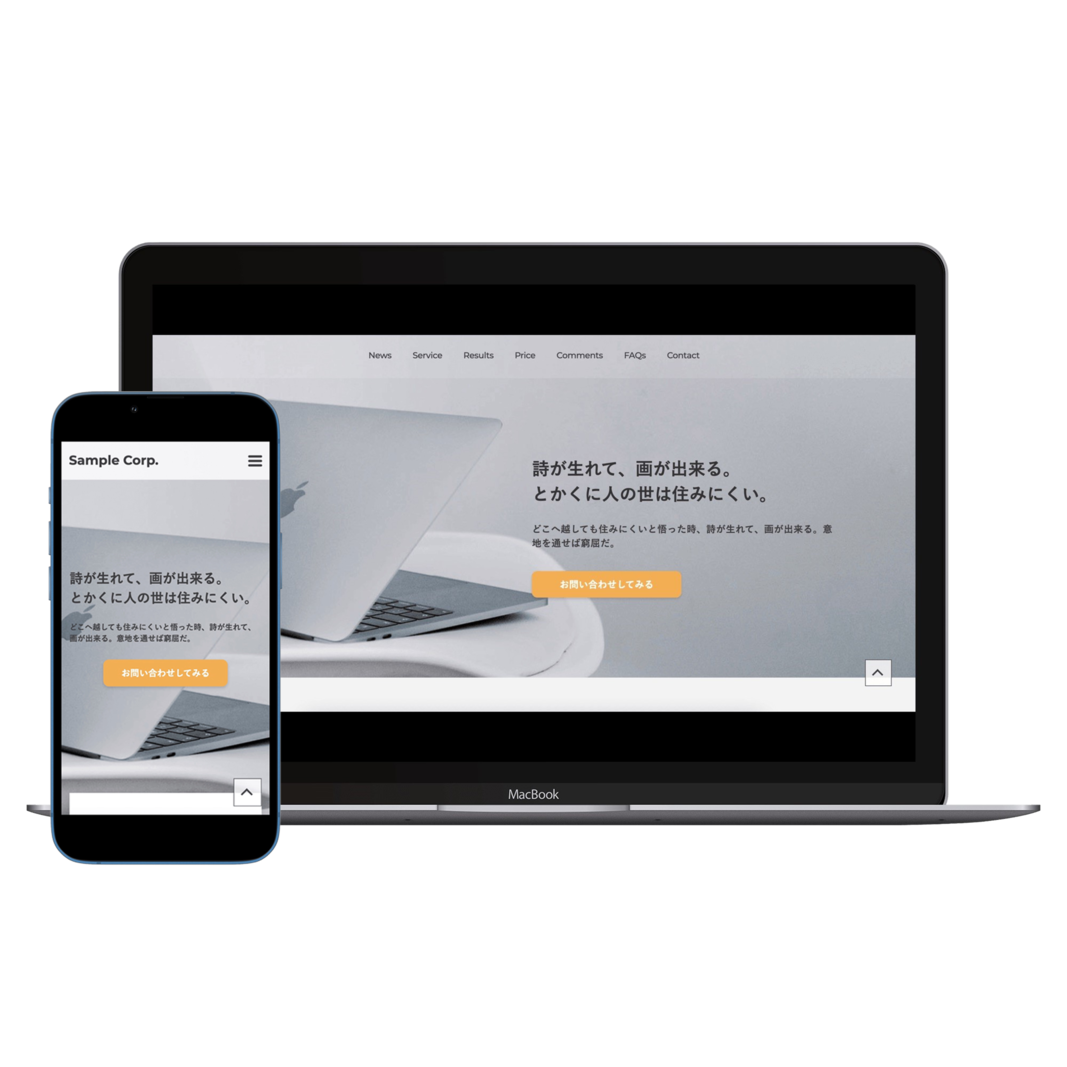 News Service Results Price Comments FAQs Contact
詩が生れて、画が出来る。
とかくに人の世は住みにくい。
どこへ越しても住みにくいと悟った時、詩が生れて、画が出来る。意
地を通せば窮屈だ。
お問い合わせしてみる
MacBook
Sample Corp.
詩が生れて、画が出来る。
とかくに人の世は住みにくい。
どこへ越しても住みにくいと悟った時、詩が生れて、
画が出来る。意地を通せば窮屈だ。
お問い合わせしてみる